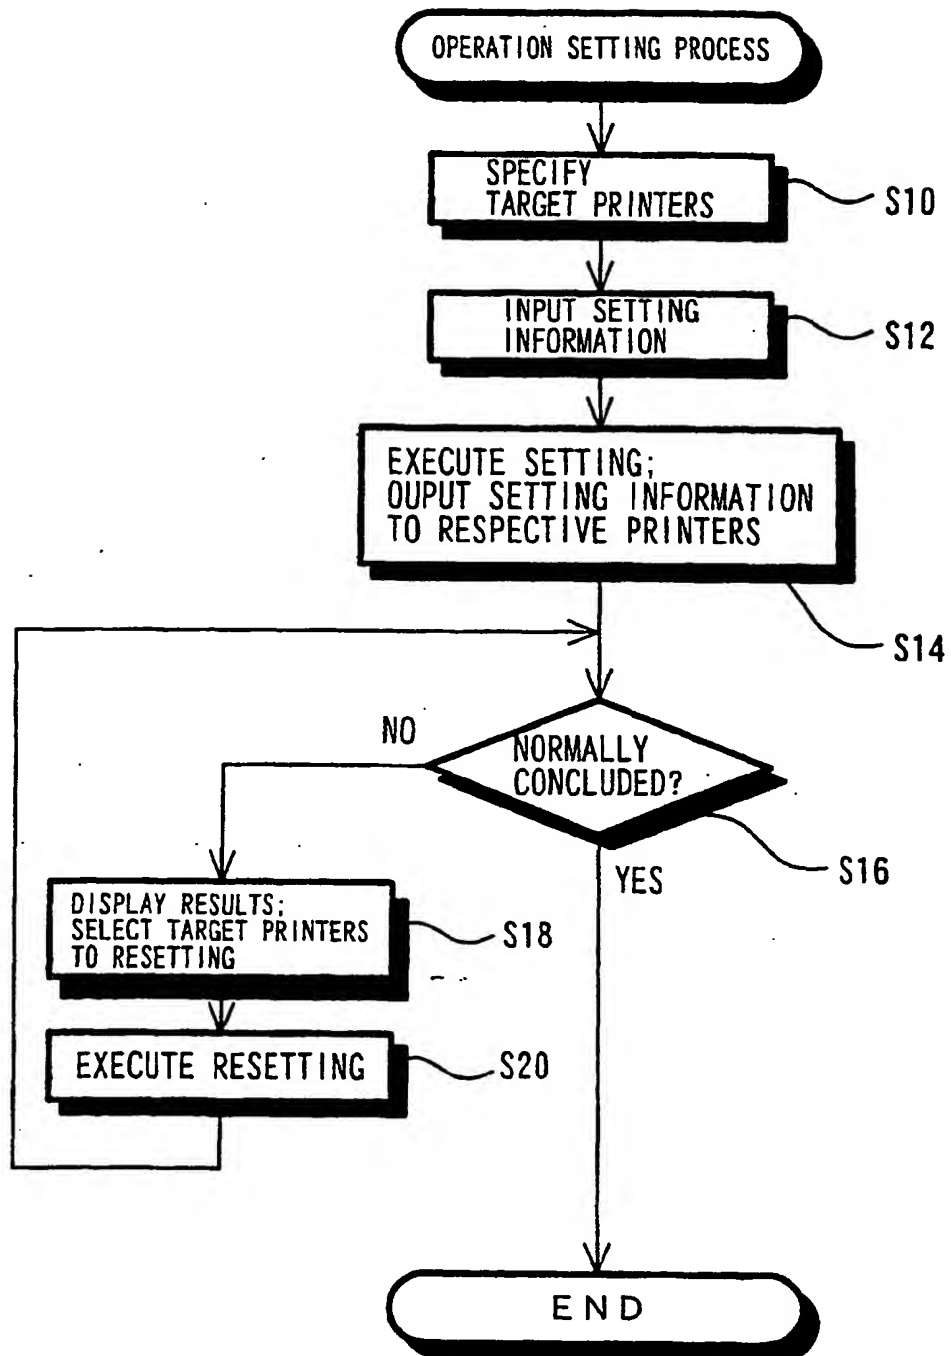 OPERATION SETTING PROCESS
SPECIFY
TARGET PRINTERS
S10
INPUT SETTING
INFORMATION
S12
EXECUTE SETTING;
OUPUT SETTING INFORMATION
TO RESPECTIVE PRINTERS
S14
NO
NORMALLY
CONCLUDED?
S16
YES
DISPLAY RESULTS;
SELECT TARGET PRINTERS
TO RESETTING
S18
EXECUTE RESETTING
S20
END